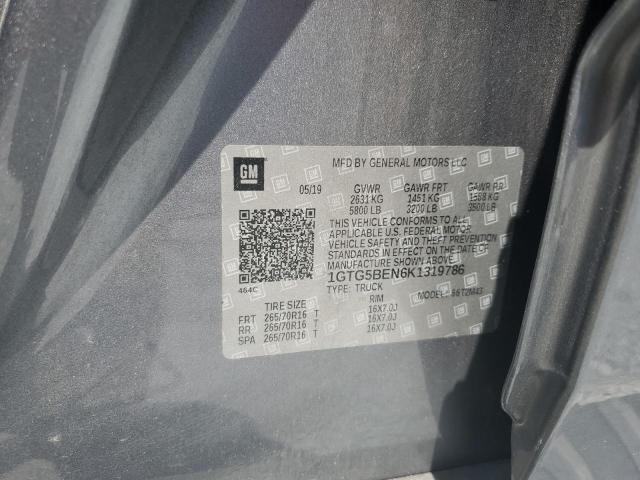 GM
MFD BY GENERAL MOTORS LLC
05/19 GVWR GAWR FRT GAWR RR
2631 KG 1451 KG 1588 KG
5800 LB 3200 LB 3500 LB
THIS VEHICLE CONFORMS TO ALL
APPLICABLE U.S. FEDERAL MOTOR
VEHICLE SAFETY AND THEFT PREVENTION
STANDARDS IN EFFECT ON THE DATE OF
MANUFACTURE SHOWN ABOVE.
1GTG5BEN6K1319786
TYPE: TRUCK MODEL:
464C
TIRE SIZE RIM
FRT 265/70R16 T 16X7.0J
RR 265/70R16 T 16X7.0J
SPA 265/70R16 T 16X7.0J